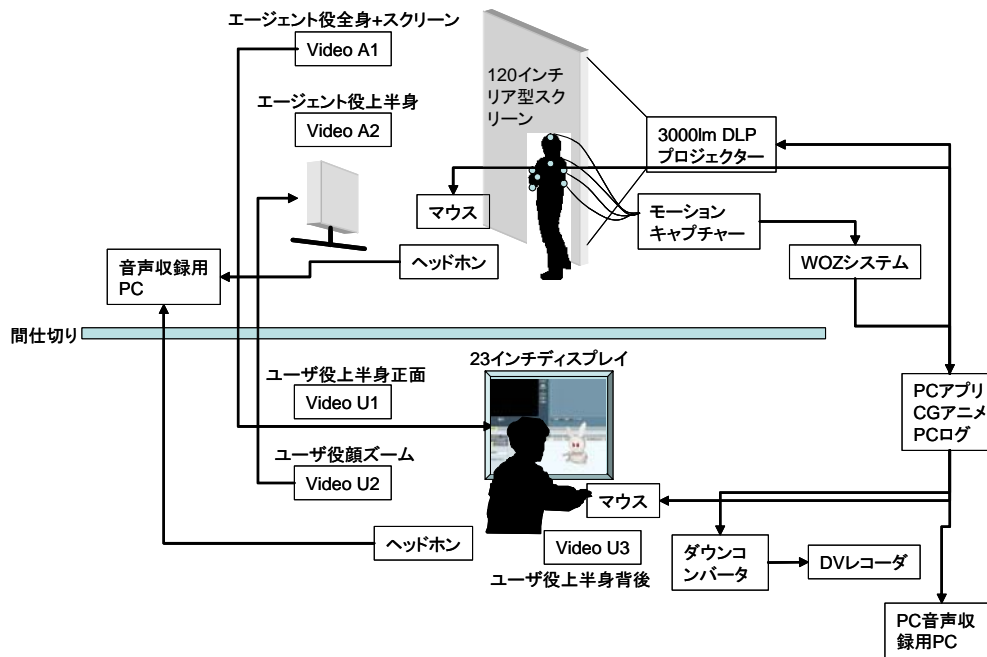 エージェント役全身+スクリーン
Video A1
エージェント役上半身
Video A2
120インチ
リア型スク
リーン
3000lm DLP
プロジェクター
マウス
モーション
キャプチャー
ヘッドホン
WOZシステム
音声収録用
PC
間仕切り
23インチディスプレイ
ユーザ役上半身正面
Video U1
PCアプリ
CGアニメ
PCログ
ユーザ役顔ズーム
Video U2
マウス
ヘッドホン
Video U3
ユーザ役上半身背後
ダウンコ
ンバータ
DVレコーダ
PC音声収
録用PC